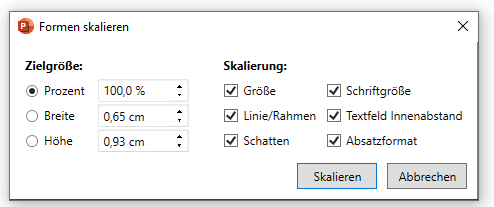 Formen skalieren
Zielgröße:
Prozent 100,0 %
Breite 0,65 cm
Höhe 0,93 cm
Skalierung:
Größe Schriftgröße
Linie/Rahmen Textfeld Innenabstand
Schatten Absatzformat
Skalieren Abbrechen